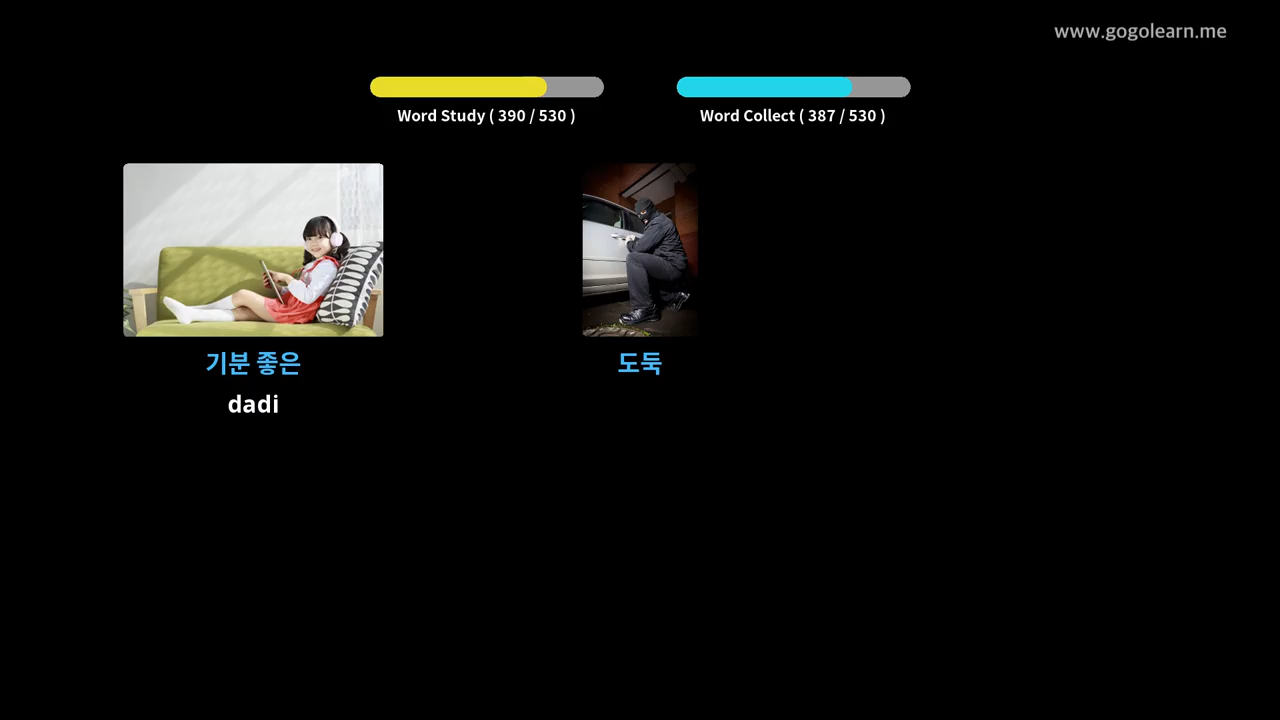 www.gogolearn.me
Word Study ( 390 / 530 )
Word Collect ( 387 / 530 )
기분 좋은
도둑
dadi